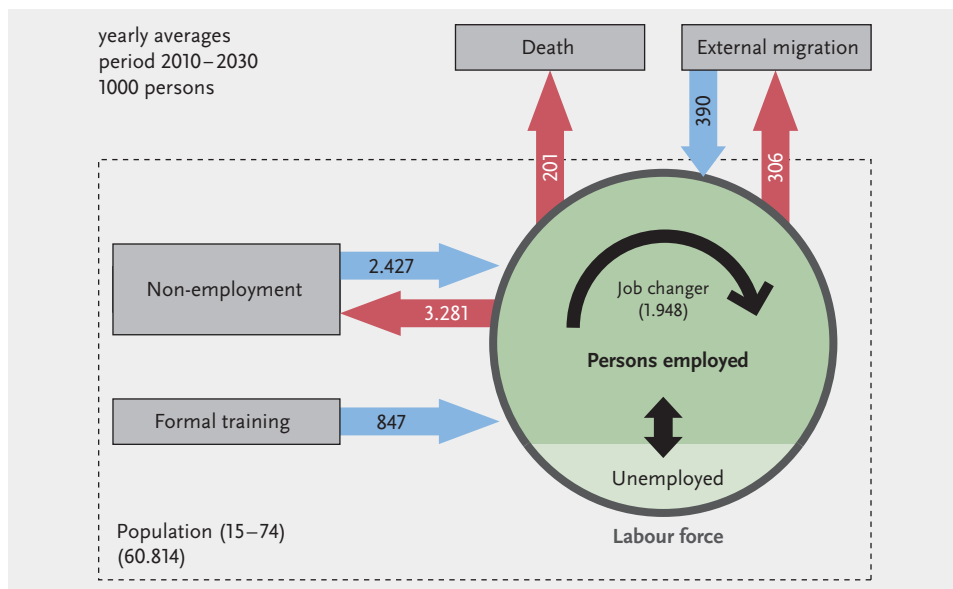 yearly averages
period 2010–2030
1000 persons
Death
External migration
201
390
306
Non-employment
2.427
3.281
Job changer
(1.948)
Persons employed
Formal training
847
Unemployed
Population (15–74)
(60.814)
Labour force